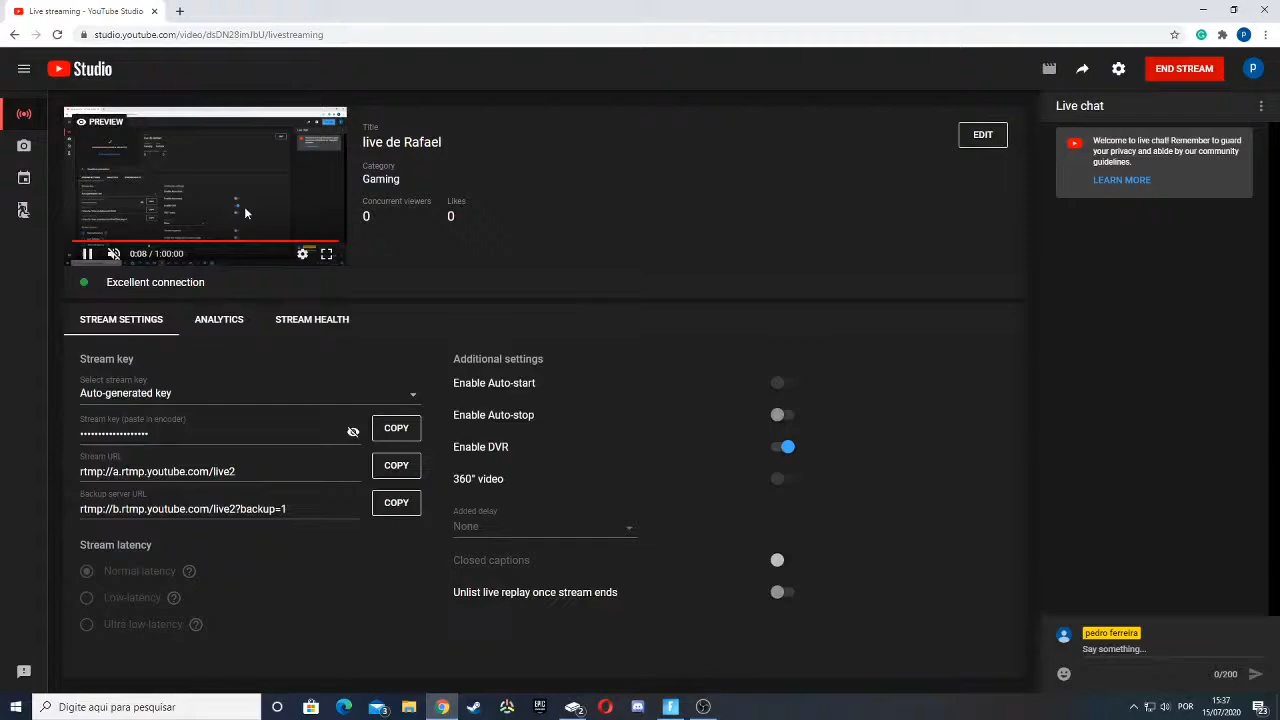 Live streaming - YouTube Studio
studio.youtube.com/video/dsDN28imJbU/livestreaming
Studio
END STREAM
PREVIEW
live de Rafael
0:08 / 1:00:00
Title
live de Rafael
EDIT
Category
Gaming
Concurrent viewers
Likes
0
0
Excellent connection
STREAM SETTINGS
ANALYTICS
STREAM HEALTH
Stream key
Select stream key
Auto-generated key
Stream key (paste in encoder)
••••••••••••••••••••
COPY
Stream URL
rtmp://a.rtmp.youtube.com/live2
COPY
Backup server URL
rtmp://b.rtmp.youtube.com/live2?backup=1
COPY
Stream latency
Normal latency
Low-latency
Ultra low-latency
Additional settings
Enable Auto-start
Enable Auto-stop
Enable DVR
360° video
Added delay
None
Closed captions
Unlist live replay once stream ends
Live chat
Welcome to live chat! Remember to guard
your privacy and abide by our community
guidelines.
LEARN MORE
pedro ferreira
Say something...
0/200
Digite aqui para pesquisar
POR
15:37
15/07/2020